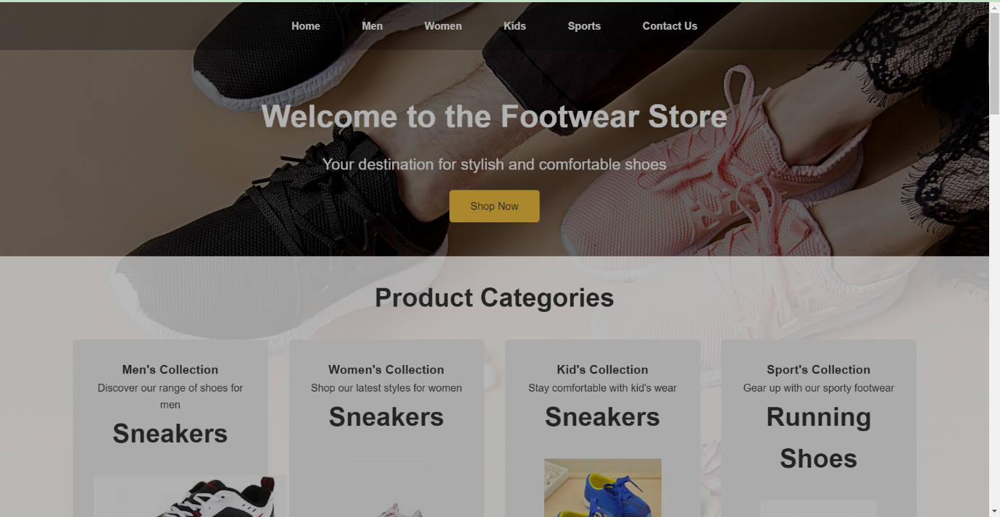 Home Men Women Kids Sports Contact Us
Welcome to the Footwear Store
Your destination for stylish and comfortable shoes
Shop Now
Product Categories
Men's Collection
Discover our range of shoes for
men
Sneakers
Women's Collection
Shop our latest styles for women
Sneakers
Kid's Collection
Stay comfortable with kid's wear
Sneakers
Sport's Collection
Gear up with our sporty footwear
Running
Shoes